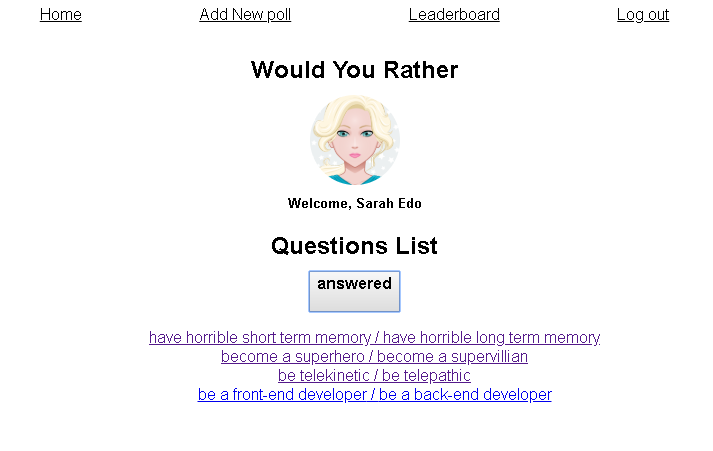 Home Add New poll Leaderboard Log out
Would You Rather
Welcome, Sarah Edo
Questions List
answered
have horrible short term memory / have horrible long term memory
become a superhero / become a supervillian
be telekinetic / be telepathic
be a front-end developer / be a back-end developer